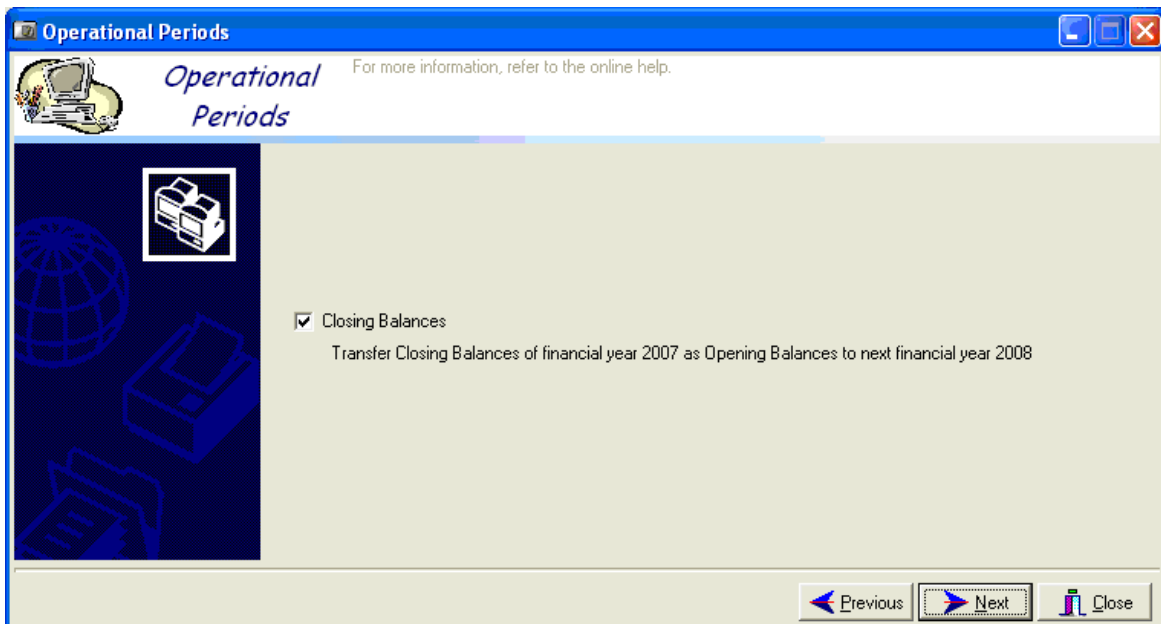 Operational Periods
For more information, refer to the online help.
Operational
Periods
Closing Balances
Transfer Closing Balances of financial year 2007 as Opening Balances to next financial year 2008
Previous
Next
Close